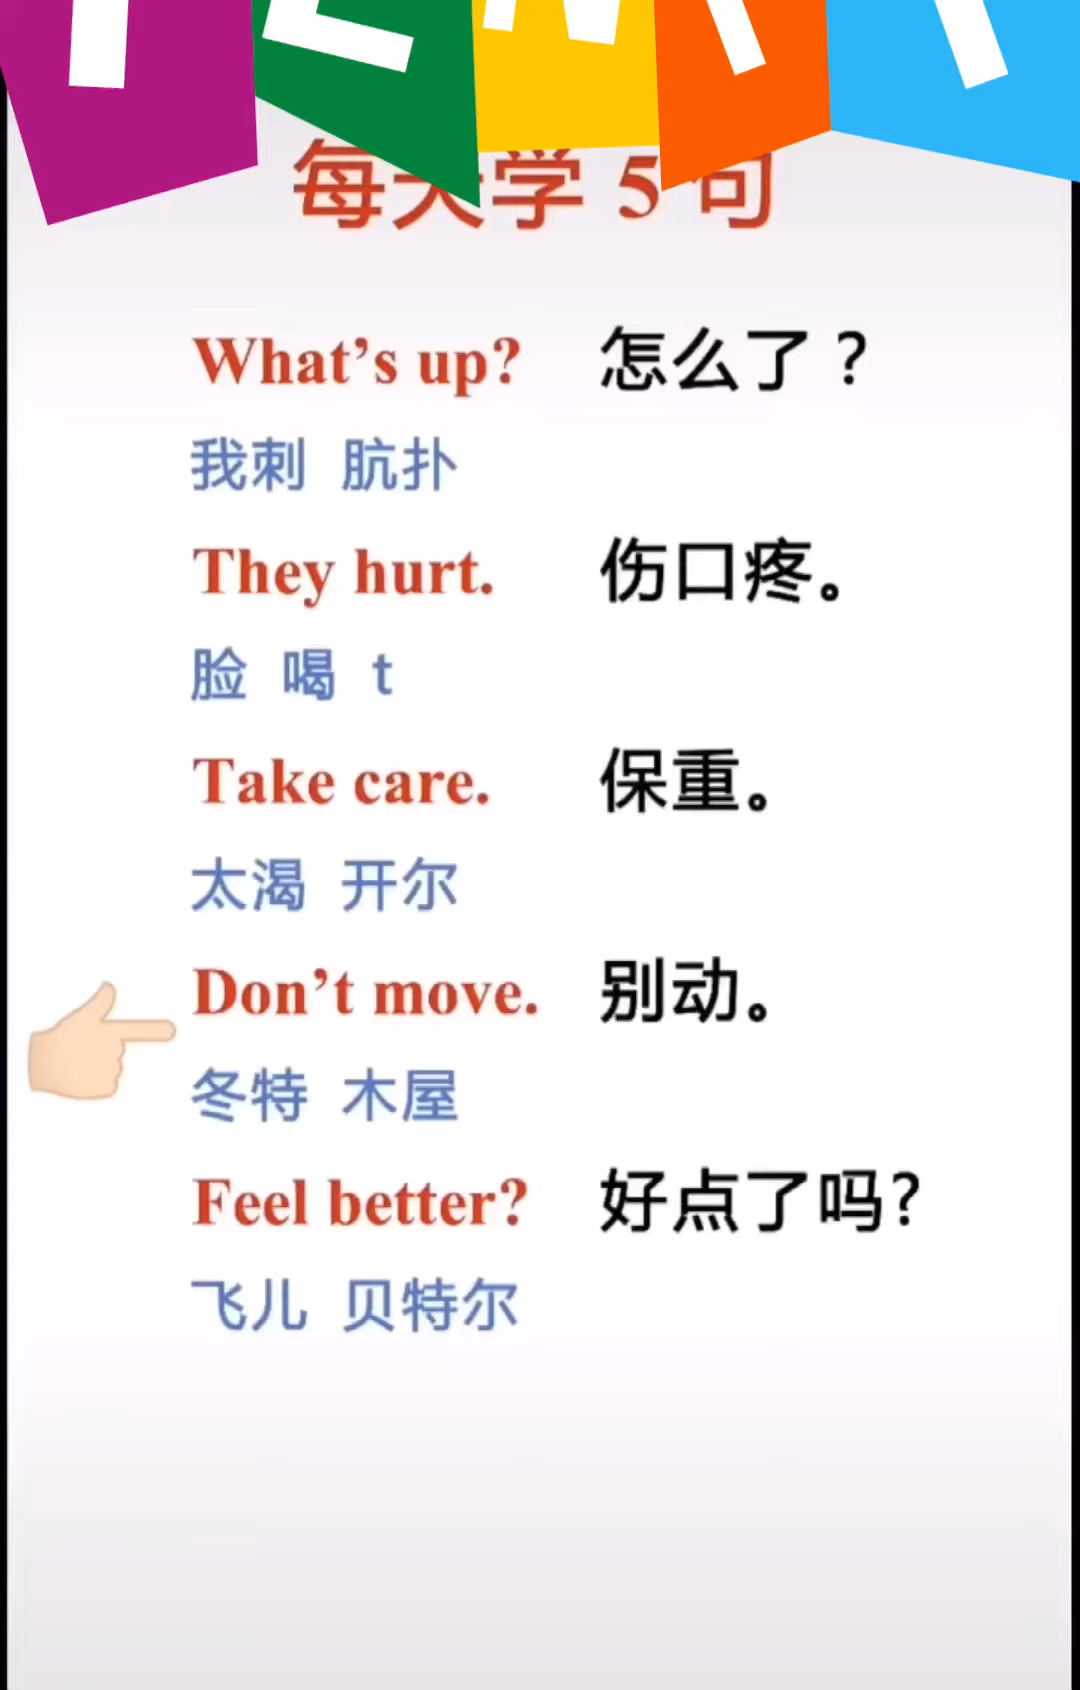 每天学 5 句
What's up? 怎么了？
我刺 肮扑
They hurt. 伤口疼。
脸 喝 t
Take care. 保重。
太渴 开尔
Don't move. 别动。
冬特 木屋
Feel better? 好点了吗?
飞儿 贝特尔